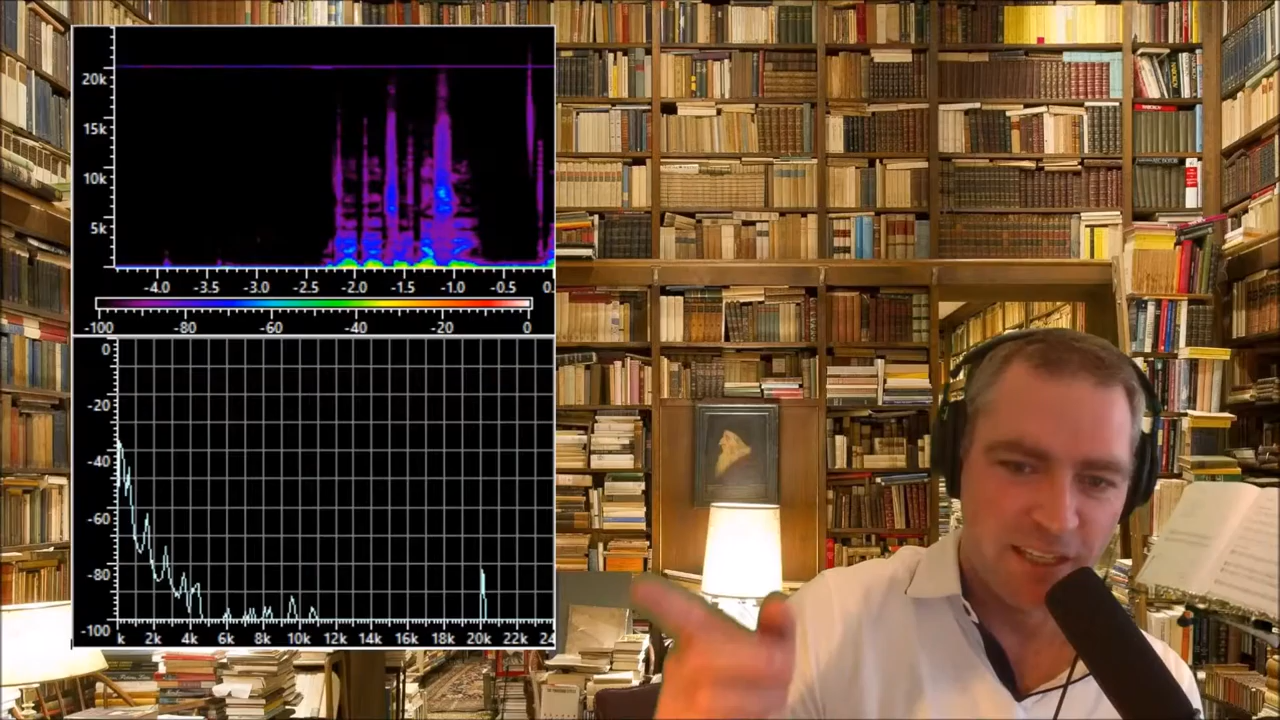 20k
15k
10k
5k
-4.0 -3.5 -3.0 -2.5 -2.0 -1.5 -1.0 -0.5 0.
-100 -80 -60 -40 -20 0
0
-20
-40
-60
-80
-100
k 2k 4k 6k 8k 10k 12k 14k 16k 18k 20k 22k 24